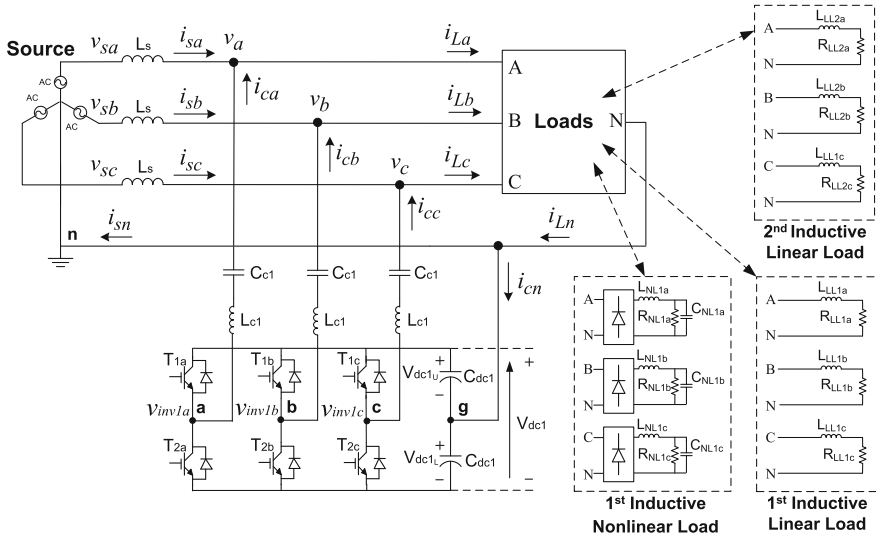 Source
AC
AC
AC
v_sa
L_s
i_sa
v_a
i_La
i_ca
v_sb
L_s
i_sb
v_b
i_Lb
i_cb
v_sc
L_s
i_sc
v_c
i_Lc
i_cc
A
B
C
N
Loads
n
i_sn
i_Ln
i_cn
C_c1
C_c1
C_c1
L_c1
L_c1
L_c1
T_1a
T_1b
T_1c
v_inv1a
a
v_inv1b
b
v_inv1c
c
g
T_2a
T_2b
T_2c
+
V_dc1U
C_dc1
−
+
V_dc1L
C_dc1
−
+
V_dc1
−
A
L_LL2a
R_LL2a
N
B
L_LL2b
R_LL2b
N
C
L_LL1c
R_LL2c
N
2nd Inductive
Linear Load
A
L_NL1a
R_NL1a
C_NL1a
N
B
L_NL1b
R_NL1b
C_NL1b
N
C
L_NL1c
R_NL1c
C_NL1c
N
1st Inductive
Nonlinear Load
A
L_LL1a
R_LL1a
N
B
L_LL1b
R_LL1b
N
C
L_LL1c
R_LL1c
N
1st Inductive
Linear Load